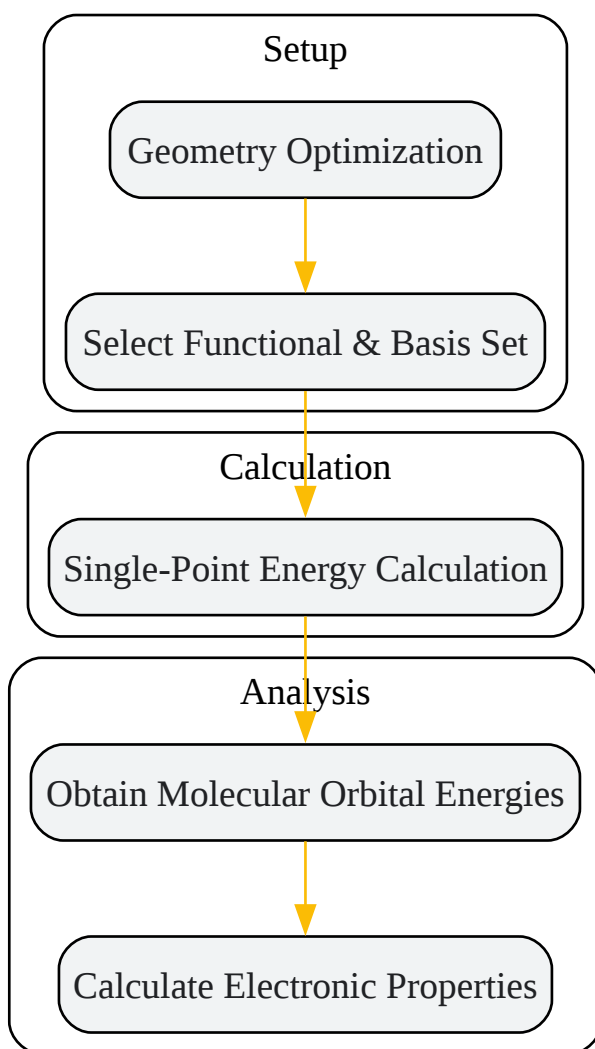 Setup
Geometry Optimization
Select Functional & Basis Set
Calculation
Single-Point Energy Calculation
Analysis
Obtain Molecular Orbital Energies
Calculate Electronic Properties